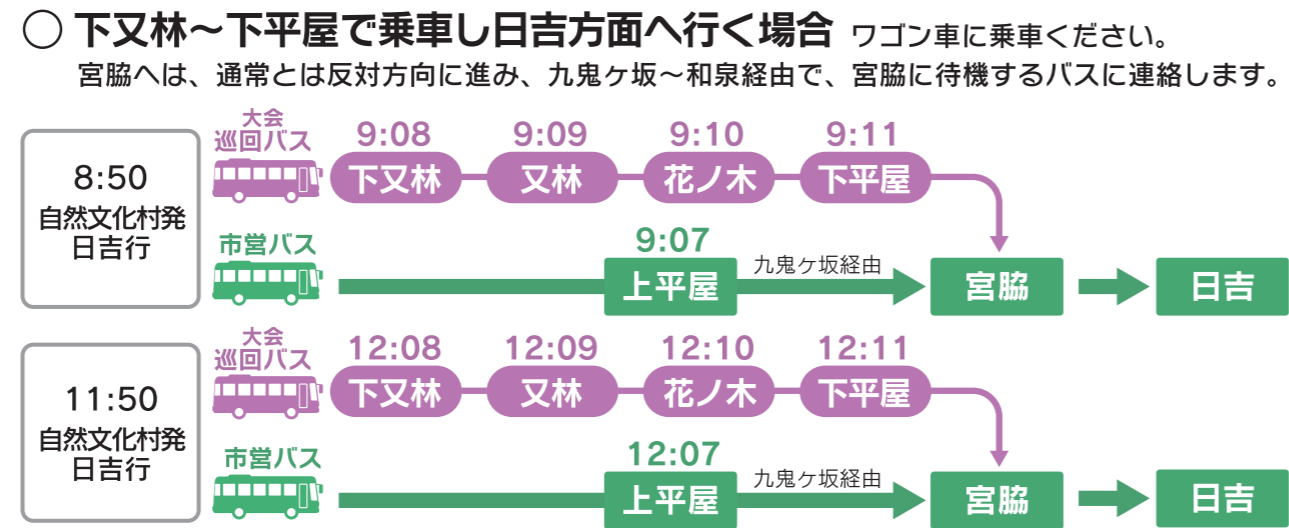 ○ 下又林～下平屋で乗車し日吉方面へ行く場合 ワゴン車に乗車ください。
宮脇へは、通常とは反対方向に進み、九鬼ケ坂～和泉経由で、宮脇に待機するバスに連絡します。
8:50
自然文化村発
日吉行
大会
巡回バス
9:08 9:09 9:10 9:11
下又林 又林 花ノ木 下平屋
市営バス
9:07
上平屋 九鬼ケ坂経由 宮脇 日吉
11:50
自然文化村発
日吉行
大会
巡回バス
12:08 12:09 12:10 12:11
下又林 又林 花ノ木 下平屋
市営バス
12:07
上平屋 九鬼ケ坂経由 宮脇 日吉